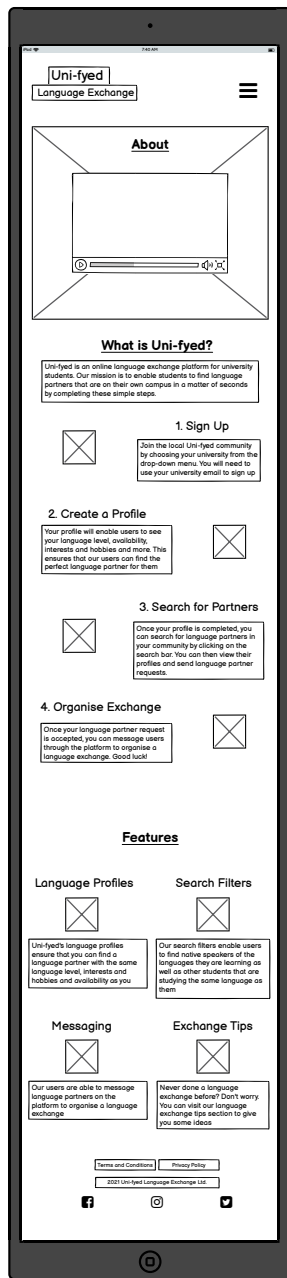 iPad
7:40 AM
Uni-fyed
Language Exchange
About
What is Uni-fyed?
Uni-fyed is an online language exchange platform for university
students. Our mission is to enable students to find language
partners that are on their own campus in a matter of seconds
by completing these simple steps.
1. Sign Up
Join the local Uni-fyed community
by choosing your university from the
drop-down menu. You will need to
use your university email to sign up
2. Create a Profile
Your profile will enable users to see
your language level, availability,
interests and hobbies and more. This
ensures that our users can find the
perfect language partner for them
3. Search for Partners
Once your profile is completed, you
can search for language partners in
your community by clicking on the
search bar. You can then view their
profiles and send language partner
requests.
4. Organise Exchange
Once your language partner request
is accepted, you can message users
through the platform to organise a
language exchange. Good luck!
Features
Language Profiles
Uni-fyed's language profiles
ensure that you can find a
language partner with the same
language level, interests and
hobbies and availability as you
Search Filters
Our search filters enable users
to find native speakers of the
languages they are learning as
well as other students that are
studying the same language as
them
Messaging
Our users are able to message
language partners on the
platform to organise a language
exchange
Exchange Tips
Never done a language
exchange before? Don't worry.
You can visit our language
exchange tips section to give
you some ideas
Terms and Conditions
Privacy Policy
2021 Uni-fyed Language Exchange Ltd.